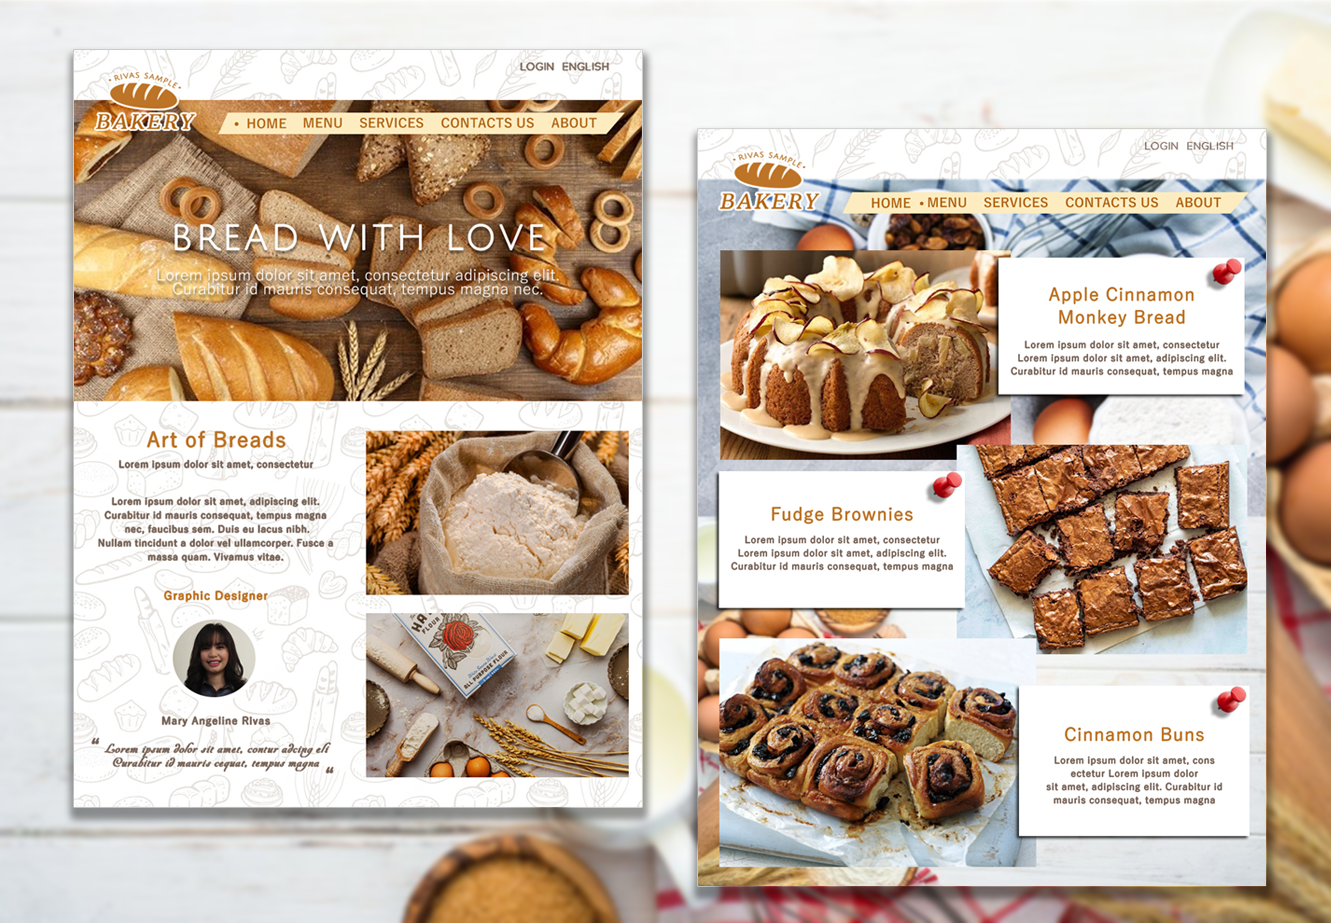 LOGIN ENGLISH
• RIVAS SAMPLE •
BAKERY
• HOME MENU SERVICES CONTACTS US ABOUT
BREAD WITH LOVE
Lorem ipsum dolor sit amet, consectetur adipiscing elit.
Curabitur id mauris consequat, tempus magna nec.
Art of Breads
Lorem ipsum dolor sit amet, consectetur
Lorem ipsum dolor sit amet, adipiscing elit.
Curabitur id mauris consequat, tempus magna
nec, faucibus sem. Duis eu lacus nibh.
Nullam tincidunt a dolor vel ullamcorper. Fusce a
massa quam. Vivamus vitae.
Graphic Designer
Mary Angeline Rivas
“ Lorem ipsum dolor sit amet, contur adcing eli
Curabitur id mauris cequat, tempus magna “
FLOUR
ALL PURPOSE FLOUR
LOGIN ENGLISH
• RIVAS SAMPLE •
BAKERY
HOME • MENU SERVICES CONTACTS US ABOUT
Apple Cinnamon
Monkey Bread
Lorem ipsum dolor sit amet, consectetur
Lorem ipsum dolor sit amet, adipiscing elit.
Curabitur id mauris consequat, tempus magna
Fudge Brownies
Lorem ipsum dolor sit amet, consectetur
Lorem ipsum dolor sit amet, adipiscing elit.
Curabitur id mauris consequat, tempus magna
Cinnamon Buns
Lorem ipsum dolor sit amet, cons
ectetur Lorem ipsum dolor
sit amet, adipiscing elit. Curabitur id
mauris consequat, tempus magna